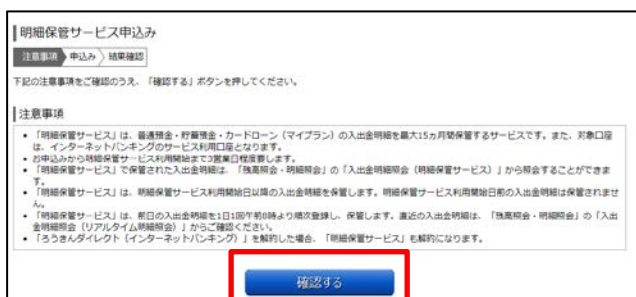 明細保管サービス申込み
注意事項 申込み 結果確認
下記の注意事項をご確認のうえ、「確認する」ボタンを押してください。
注意事項
• 「明細保管サービス」は、普通預金・貯蓄預金・カードローン（マイプラン）の入出金明細を最大15ヵ月間保管するサービスです。また、対象口座
は、インターネットバンキングのサービス利用口座となります。
• お申込みから明細保管サービス利用開始まで3営業日程度要します。
• 「明細保管サービス」で保管された入出金明細は、「残高照会・明細照会」の「入出金明細照会（明細保管サービス）」から照会することができま
す。
• 「明細保管サービス」は、明細保管サービス利用開始日以降の入出金明細を保管します。明細保管サービス利用開始日前の入出金明細は保管されませ
ん。
• 「明細保管サービス」は、前日の入出金明細を1日1回午前8時より順次登録し、保管します。直近の入出金明細は、「残高照会・明細照会」の「入出
金明細照会（リアルタイム明細照会）」からご確認ください。
• 「ろうきんダイレクト（インターネットバンキング）」を解約した場合、「明細保管サービス」も解約になります。
確認する